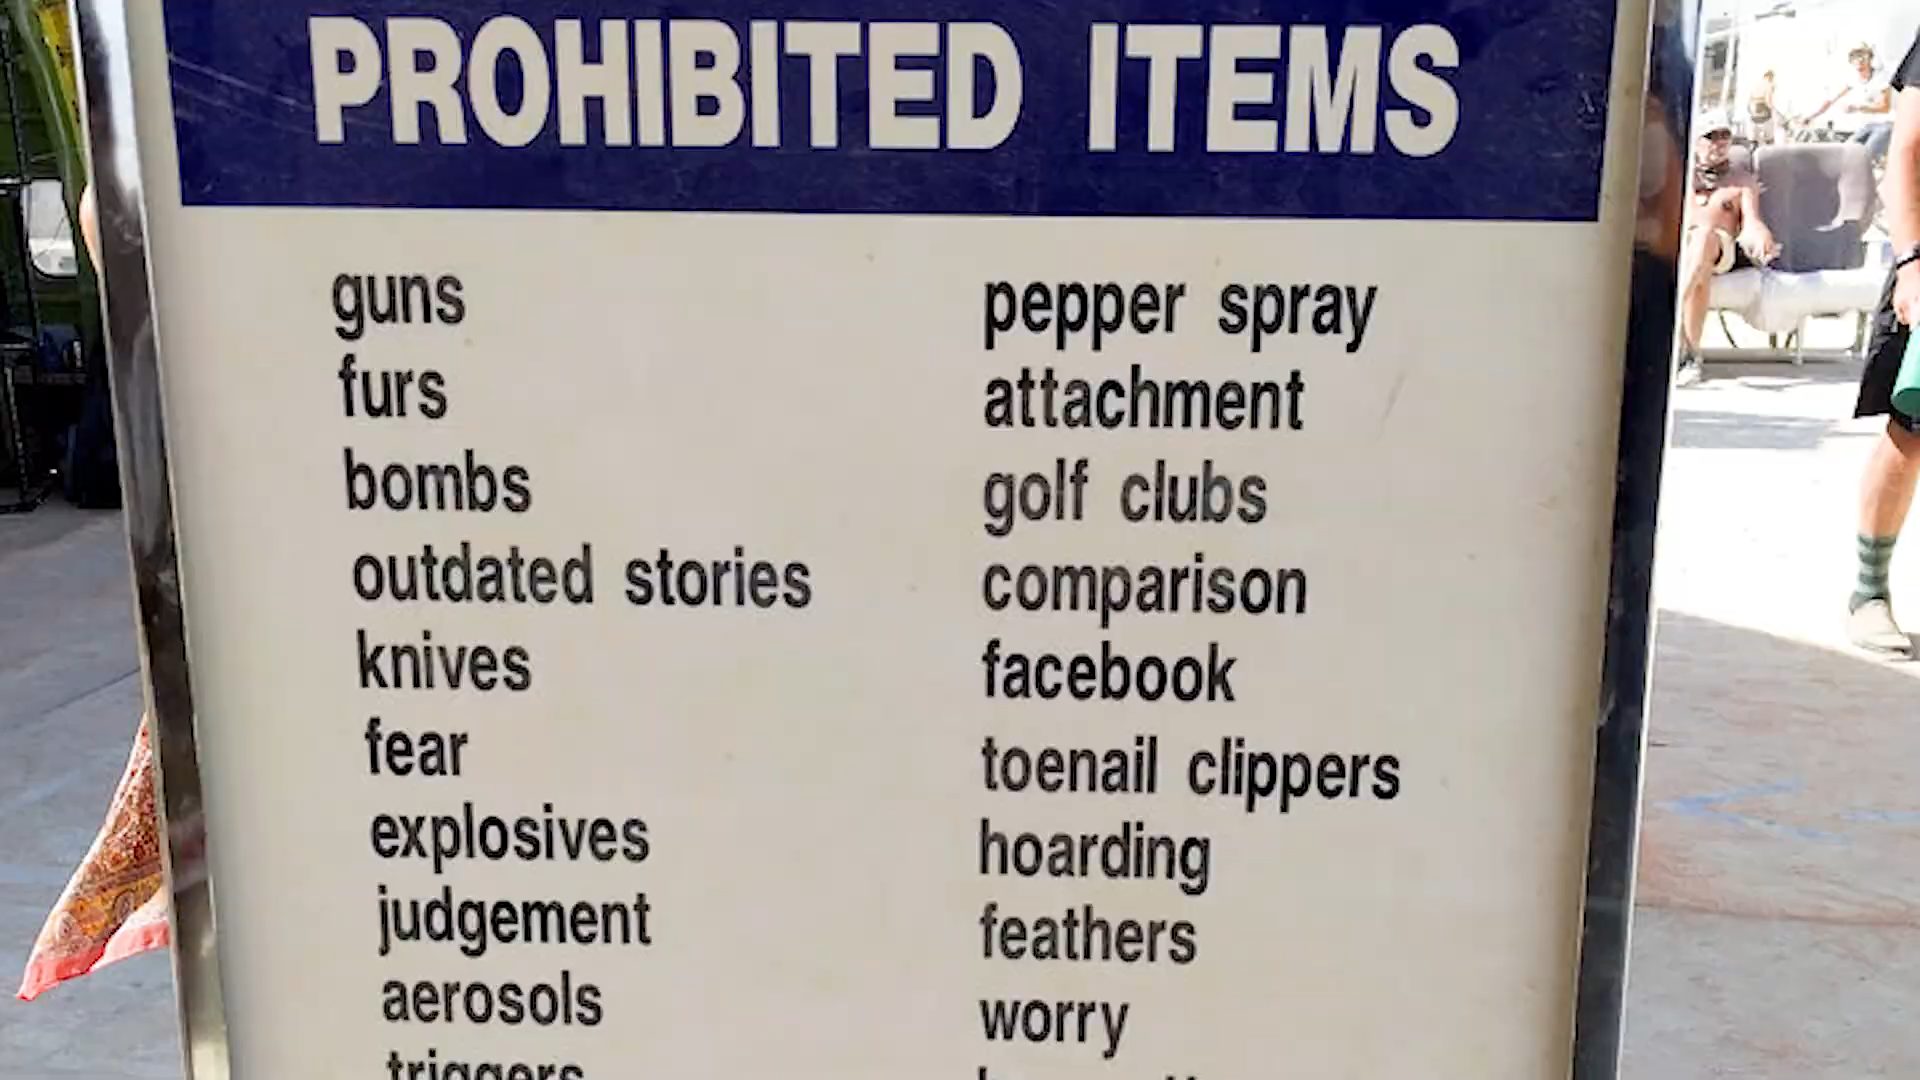 PROHIBITED ITEMS
guns
furs
bombs
outdated stories
knives
fear
explosives
judgement
aerosols
triggers
pepper spray
attachment
golf clubs
comparison
facebook
toenail clippers
hoarding
feathers
worry